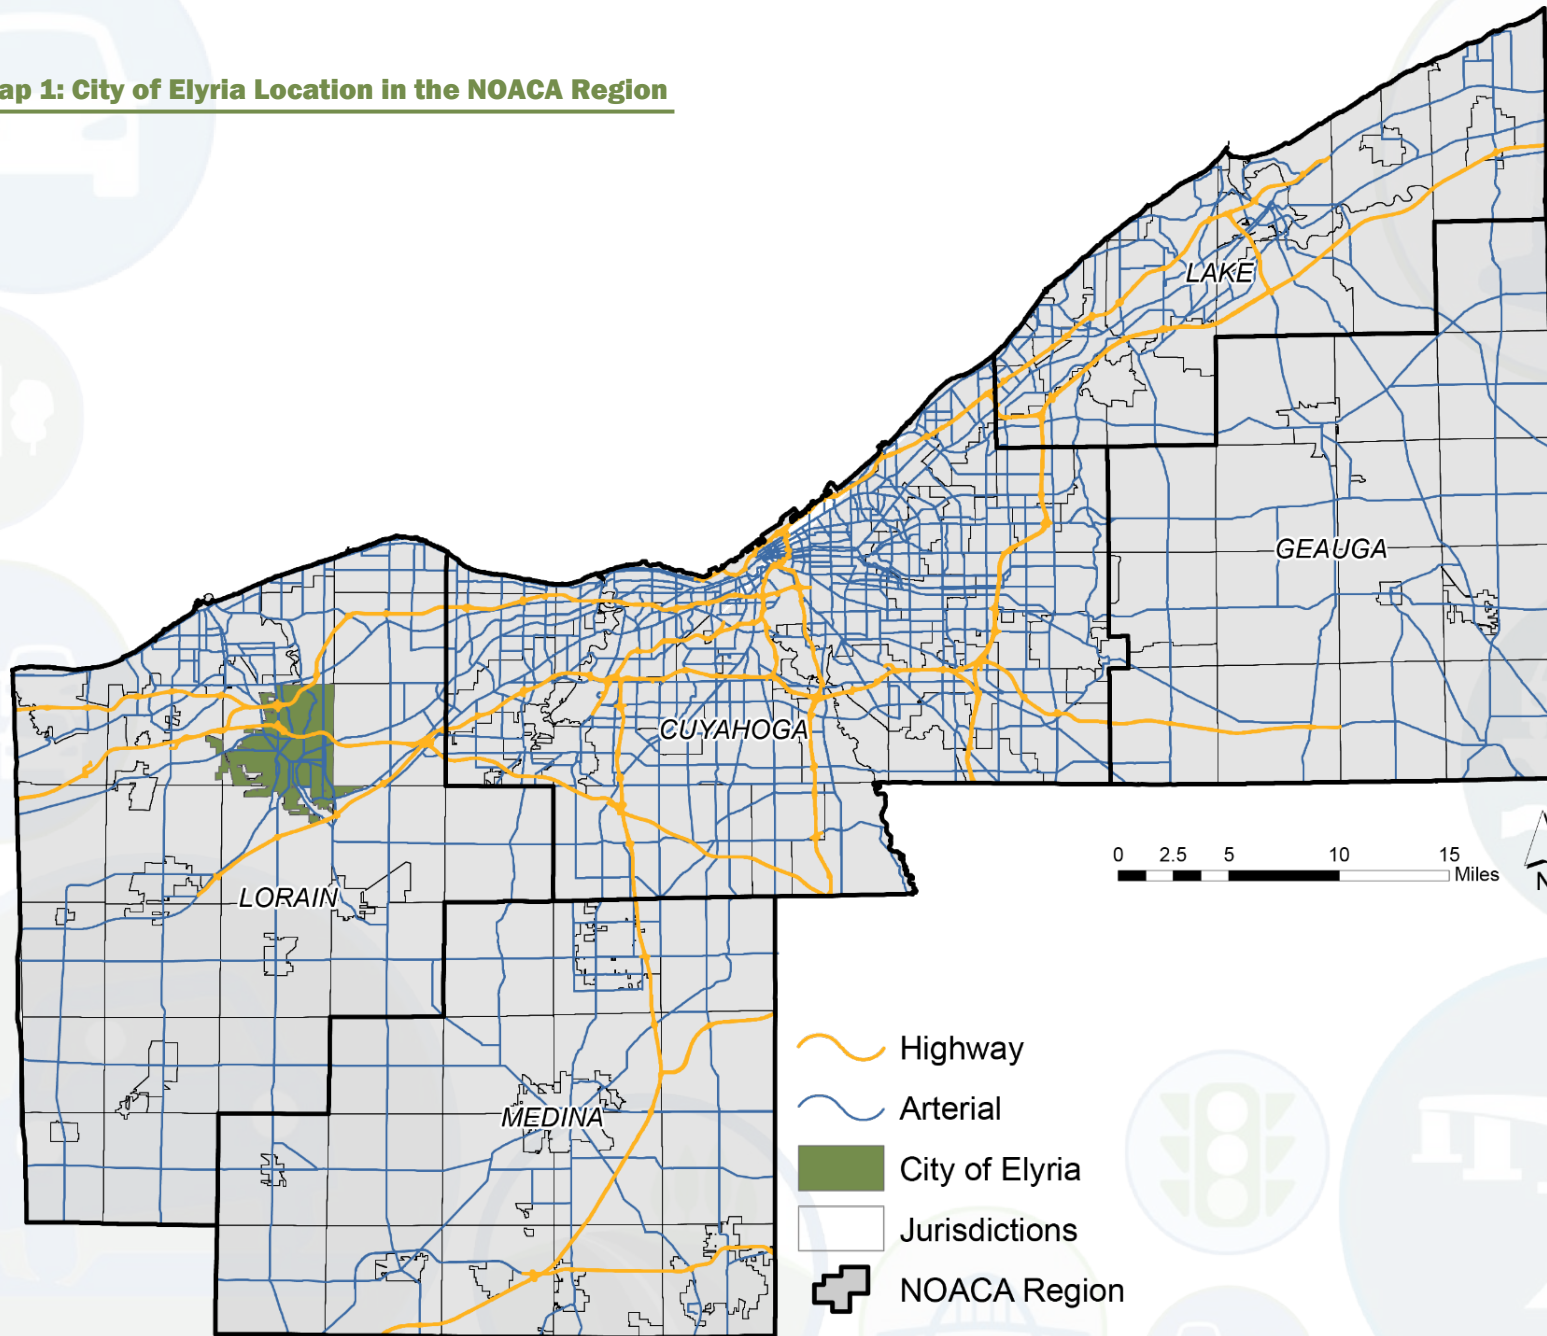 ap 1: City of Elyria Location in the NOACA Region
LAKE
GEAUGA
CUYAHOGA
LORAIN
MEDINA
0 2.5 5 10 15
Miles
N
Highway
Arterial
City of Elyria
Jurisdictions
NOACA Region